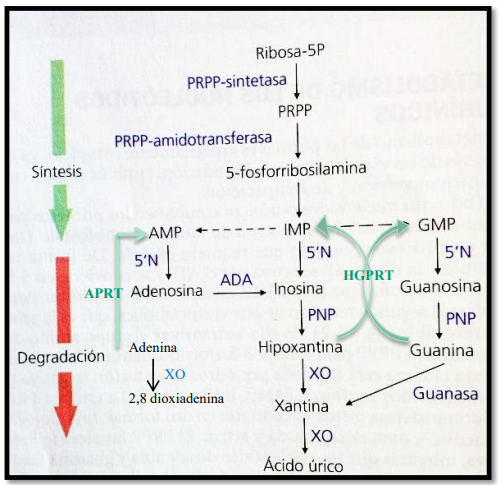 Ribosa-5P
PRPP-sintetasa
PRPP
PRPP-amidotransferasa
Síntesis
5-fosforribosilamina
AMP
IMP
GMP
5'N
5'N
5'N
APRT
ADA
HGPRT
Adenosina
Inosina
Guanosina
PNP
PNP
Degradación
Adenina
Hipoxantina
Guanina
XO
XO
2,8 dioxiadenina
Guanasa
Xantina
XO
Ácido úrico